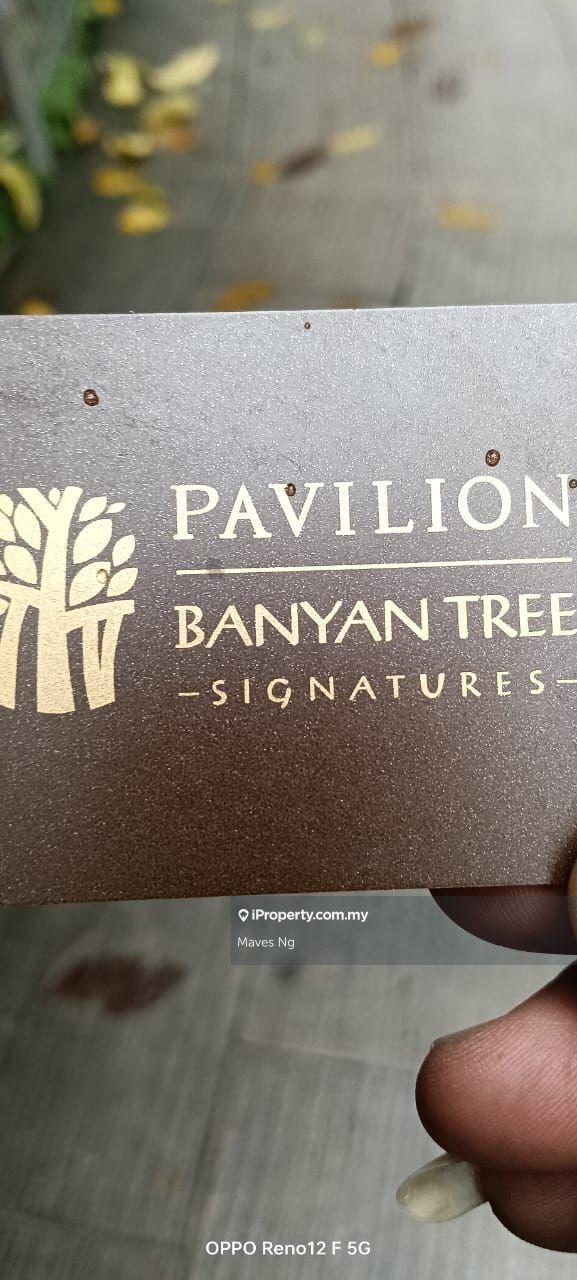 PAVILION
BANYAN TREE
–SIGNATURES–
iProperty.com.my
Maves Ng
OPPO Reno12 F 5G